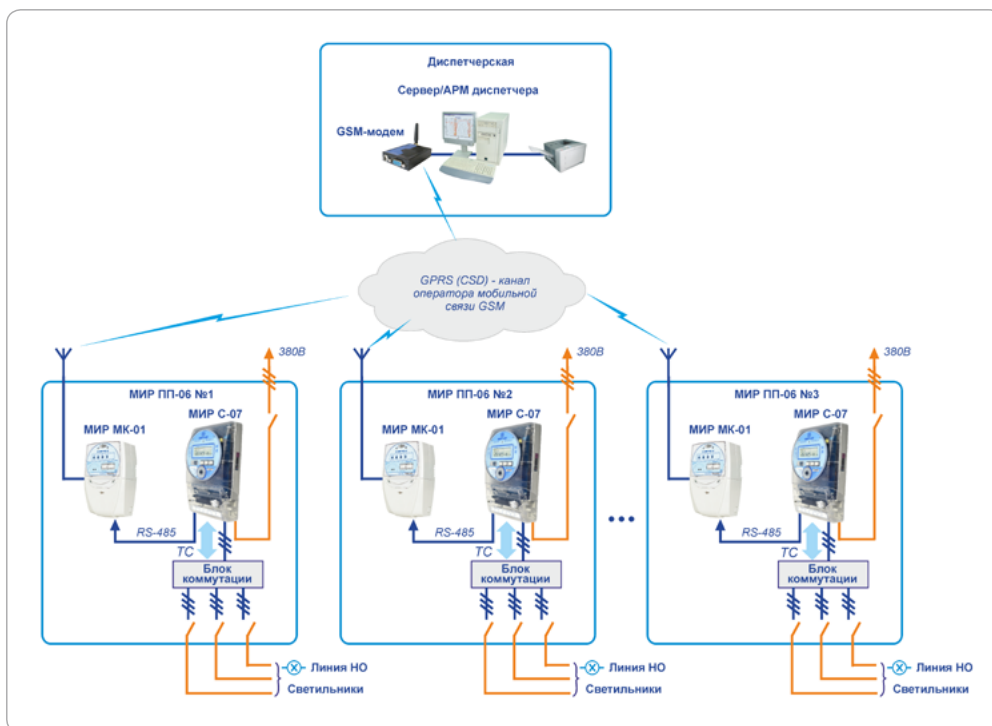 Диспетчерская
Сервер/АРМ диспетчера
GSM-модем
GPRS (CSD) - канал
оператора мобильной
связи GSM
380В
МИР ПП-06 №1
МИР С-07
МИР МК-01
RS-485
ТС
Блок
коммутации
Линия НО
Светильники
380В
МИР ПП-06 №2
МИР С-07
МИР МК-01
RS-485
ТС
Блок
коммутации
Линия НО
Светильники
...
380В
МИР ПП-06 №3
МИР С-07
МИР МК-01
RS-485
ТС
Блок
коммутации
Линия НО
Светильники